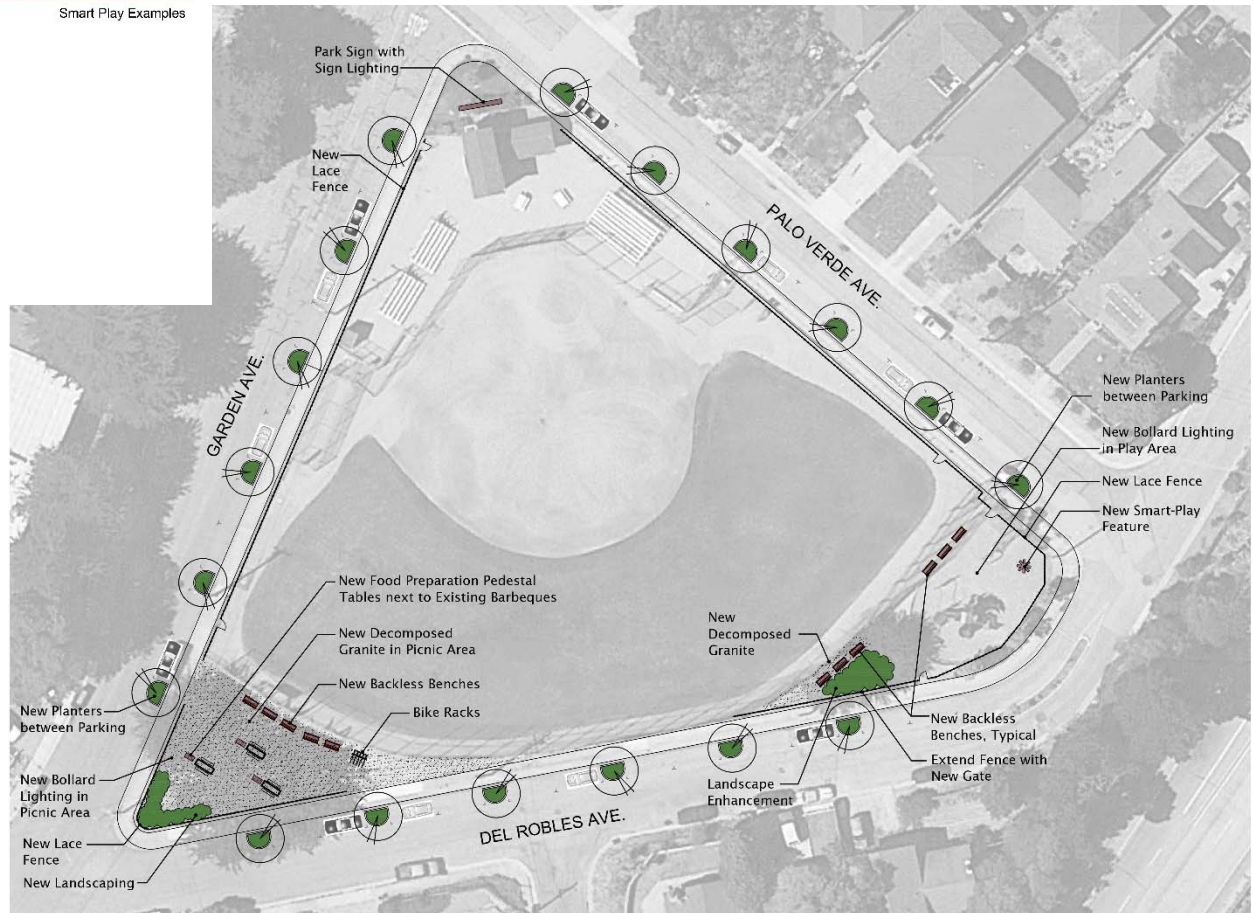 Smart Play Examples
Park Sign with
Sign Lighting
New
Lace
Fence
PALO VERDE AVE.
GARDEN AVE.
New Planters
between Parking
New Bollard Lighting
in Play Area
New Lace Fence
New Smart-Play
Feature
New Food Preparation Pedestal
Tables next to Existing Barbeques
New Decomposed
Granite in Picnic Area
New Backless Benches
Bike Racks
New
Decomposed
Granite
New Planters
between Parking
New Bollard
Lighting in
Picnic Area
New Lace
Fence
New Landscaping
DEL ROBLES AVE.
Landscape
Enhancement
New Backless
Benches, Typical
Extend Fence with
New Gate